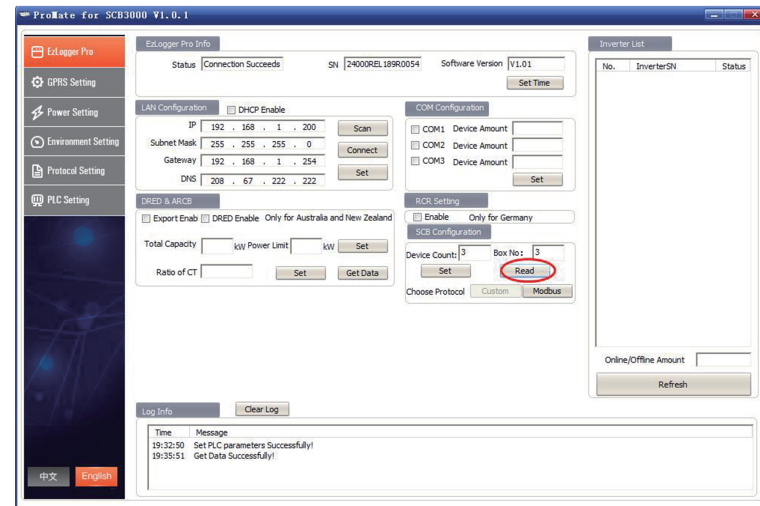 ProMate for SCB3000 V1.0.1
EzLogger Pro
GPRS Setting
Power Setting
Environment Setting
Protocol Setting
PLC Setting
中文 English
EzLogger Pro Info
Status Connection Succeeds SN 24000REL189R0054 Software Version V1.01
Set Time
LAN Configuration DHCP Enable
IP 192 . 168 . 1 . 200 Scan
Subnet Mask 255 . 255 . 255 . 0 Connect
Gateway 192 . 168 . 1 . 254
DNS 208 . 67 . 222 . 222 Set
COM Configuration
COM1 Device Amount
COM2 Device Amount
COM3 Device Amount
Set
DRED & ARCB
Export Enab DRED Enable Only for Australia and New Zealand
Total Capacity kW Power Limit kW Set
Ratio of CT Set Get Data
RCR Setting
Enable Only for Germany
SCB Configuration
Device Count: 3 Box No: 3
Set Read
Choose Protocol Custom Modbus
Inverter List
No. InverterSN Status
Online/Offline Amount
Refresh
Log Info Clear Log
Time Message
19:32:50 Set PLC parameters Successfully!
19:35:51 Get Data Successfully!